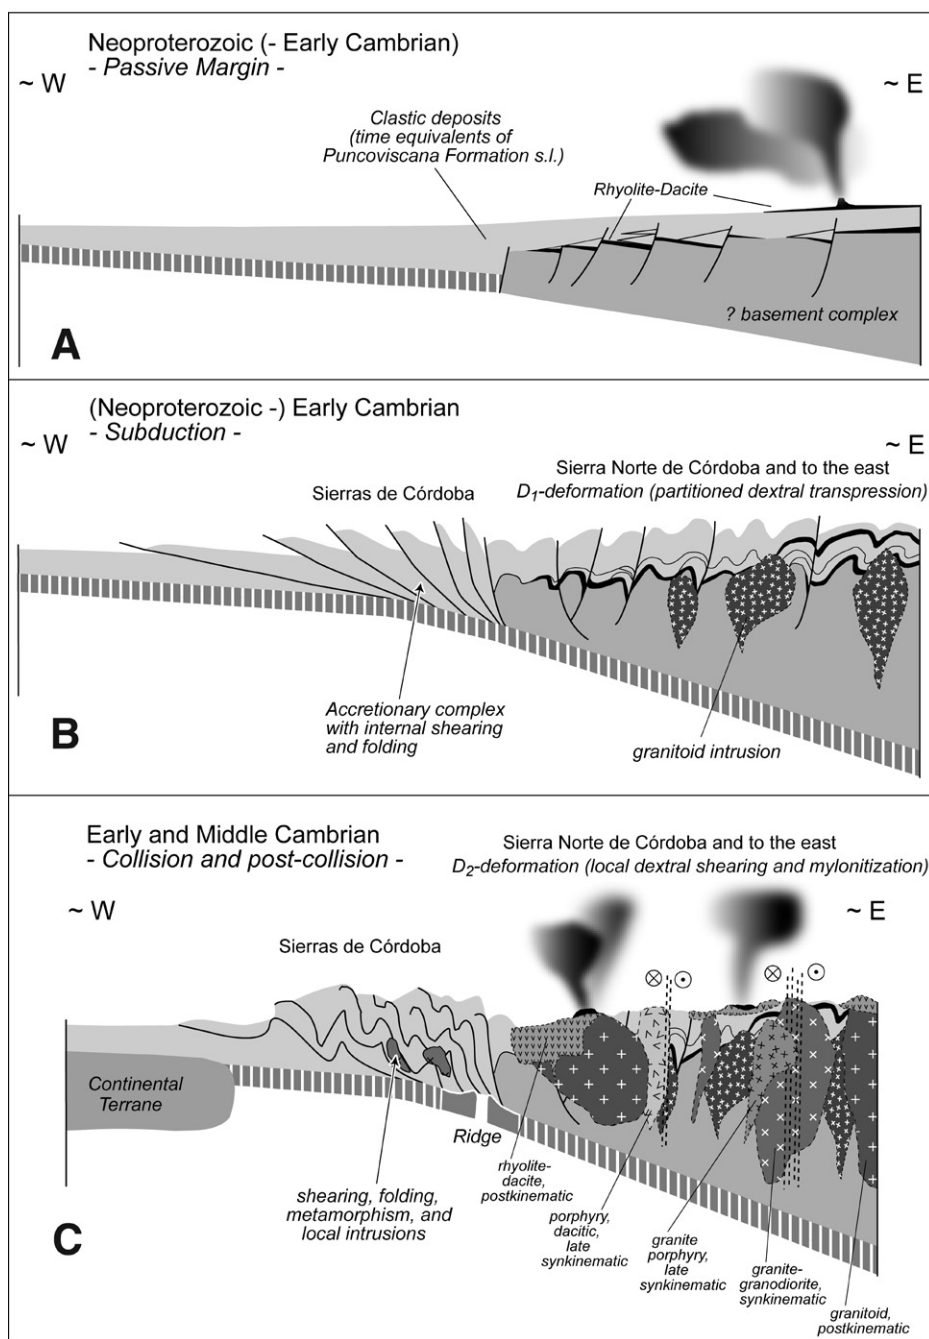 Neoproterozoic (- Early Cambrian)
- Passive Margin -
~ W
~ E
Clastic deposits
(time equivalents of
Puncoviscana Formation s.l.)
Rhyolite-Dacite
? basement complex
A
(Neoproterozoic -) Early Cambrian
- Subduction -
~ W
~ E
Sierra Norte de Córdoba and to the east
D1-deformation (partitioned dextral transpression)
Sierras de Córdoba
Accretionary complex
with internal shearing
and folding
granitoid intrusion
B
Early and Middle Cambrian
- Collision and post-collision -
Sierra Norte de Córdoba and to the east
D2-deformation (local dextral shearing and mylonitization)
~ W
~ E
Sierras de Córdoba
Continental
Terrane
Ridge
shearing, folding,
metamorphism, and
local intrusions
rhyolite-
dacite,
postkinematic
porphyry,
dacitic,
late
synkinematic
granite
porphyry,
late
synkinematic
granite-
granodiorite,
synkinematic
granitoid,
postkinematic
C